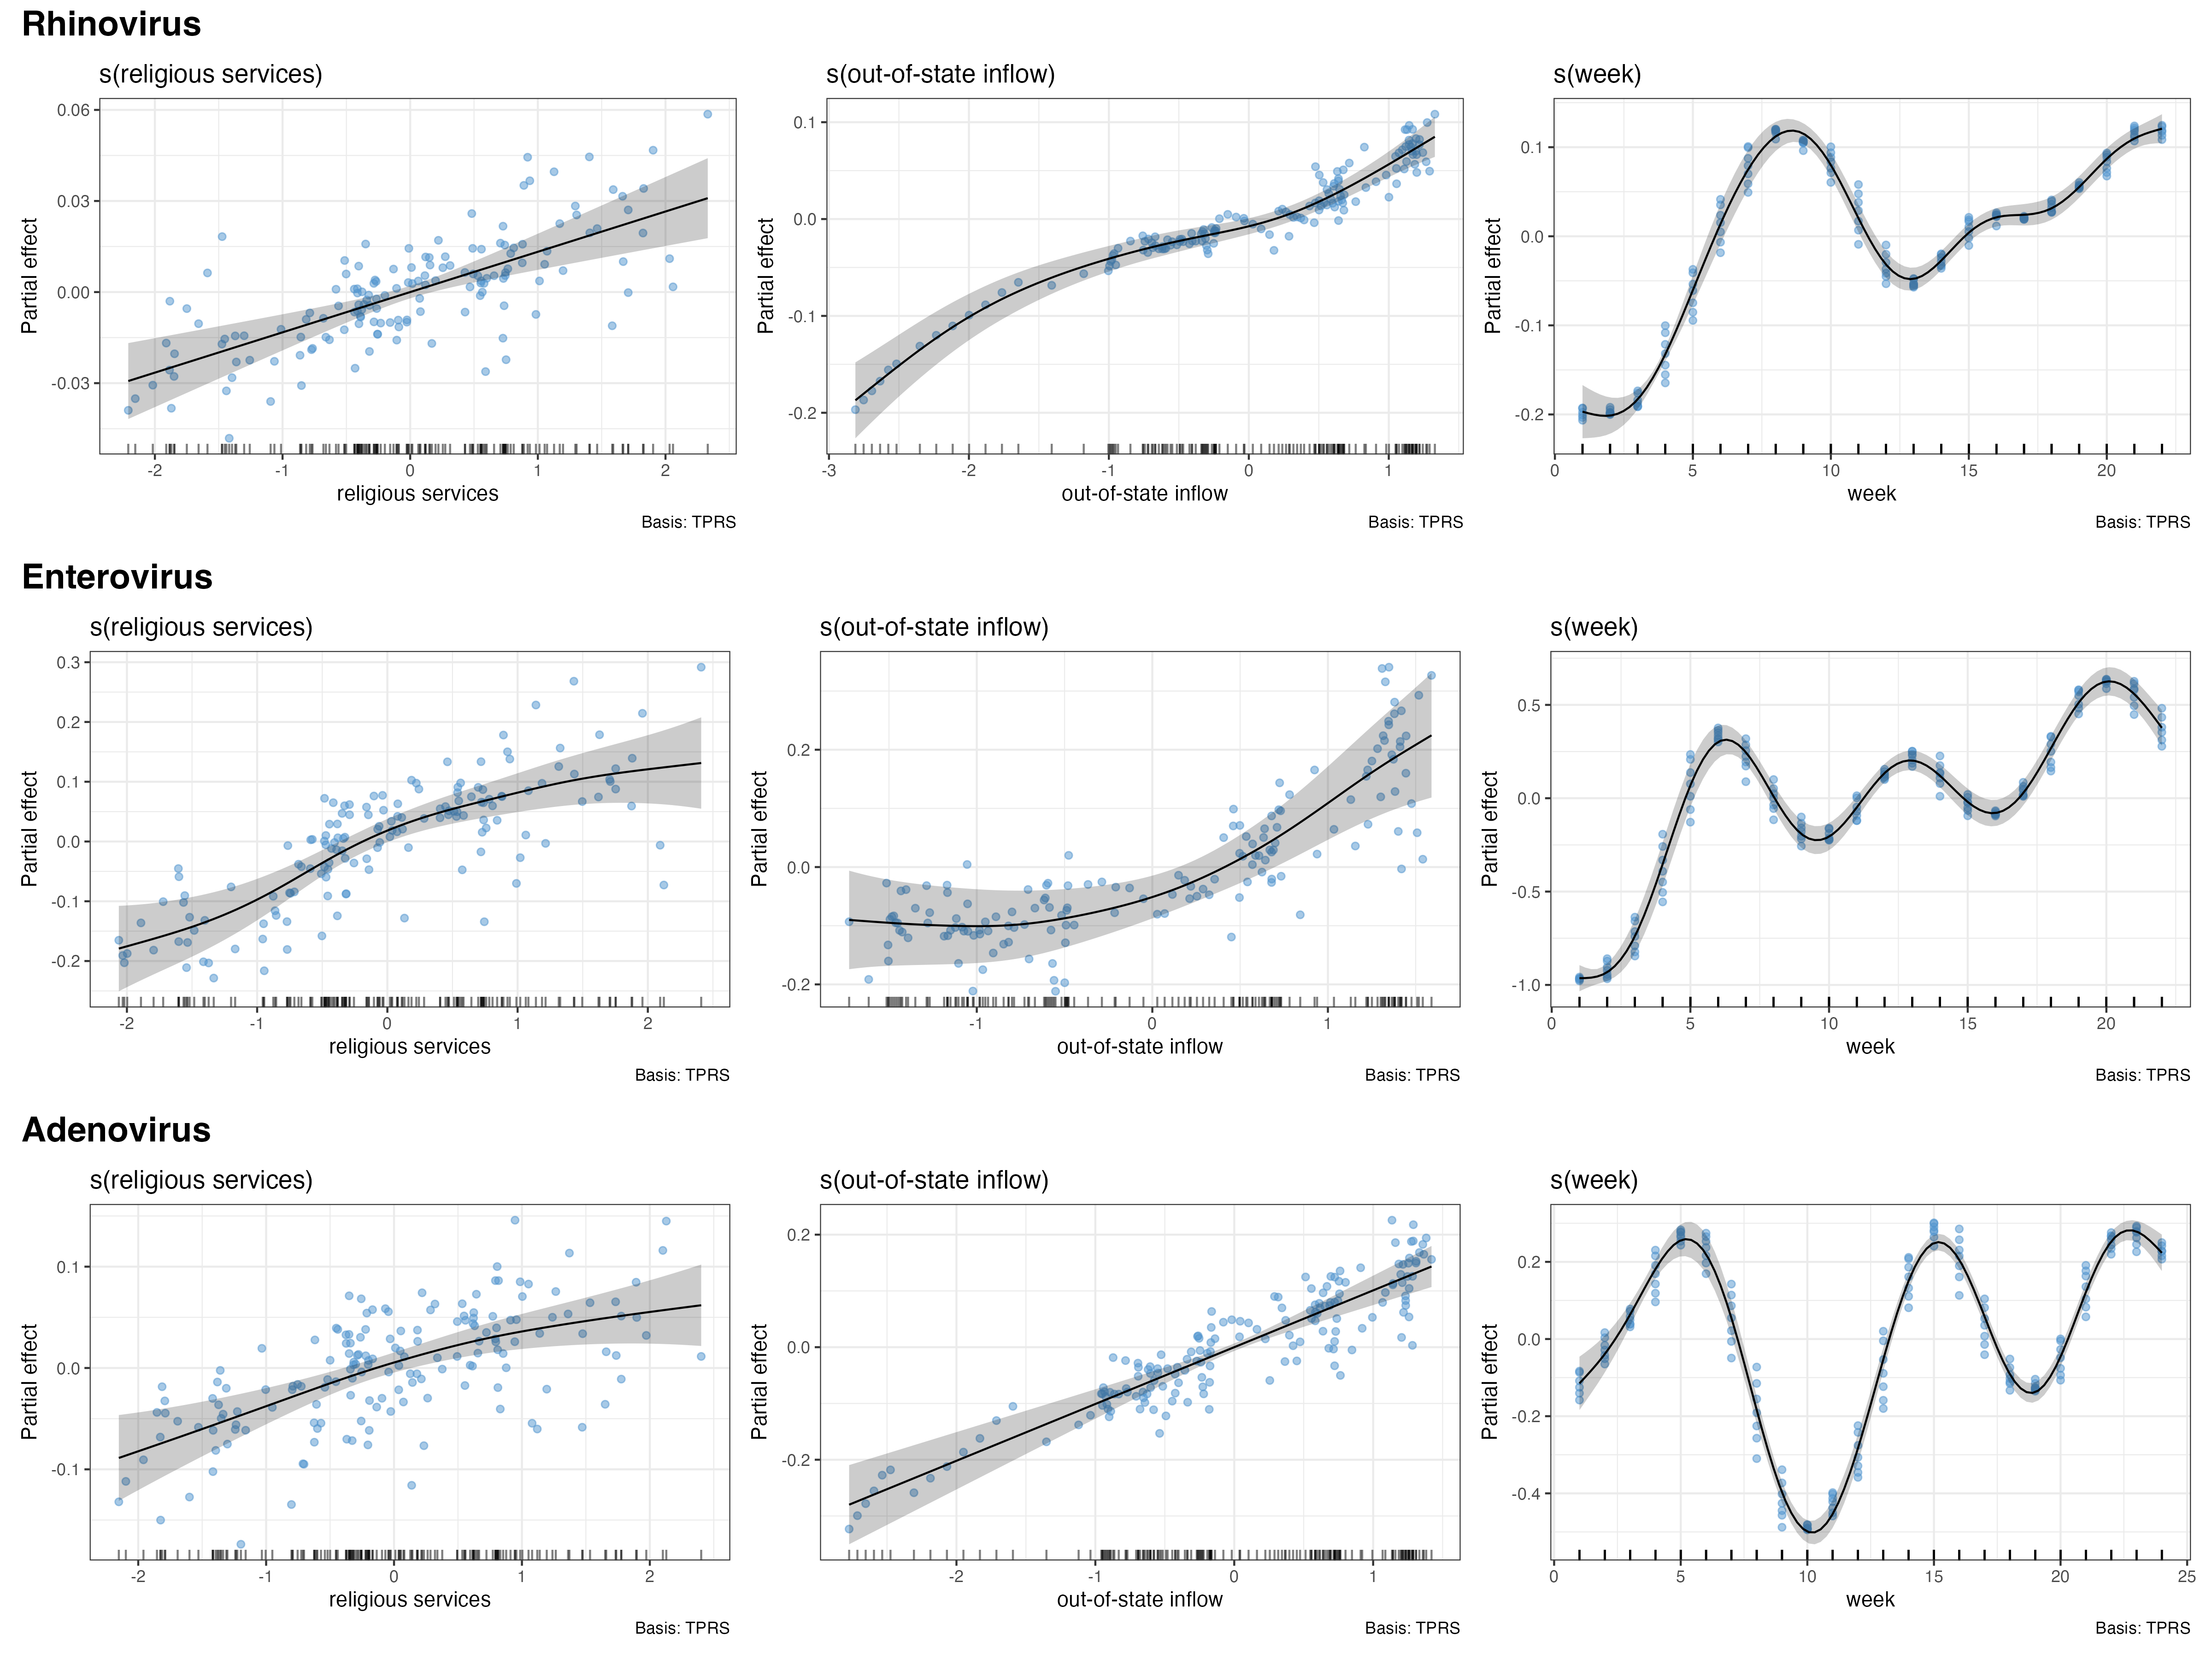 Rhinovirus
s(religious services)
s(out-of-state inflow)
s(week)
0.06
0.03
0.00
-0.03
Partial effect
-2
-1
0
1
2
religious services
Basis: TPRS
0.1
0.0
-0.1
-0.2
Partial effect
-3
-2
-1
0
1
out-of-state inflow
Basis: TPRS
0.1
0.0
-0.1
-0.2
Partial effect
0
5
10
15
20
week
Basis: TPRS
Enterovirus
s(religious services)
s(out-of-state inflow)
s(week)
0.3
0.2
0.1
0.0
-0.1
-0.2
Partial effect
-2
-1
0
1
2
religious services
Basis: TPRS
0.2
0.0
-0.2
Partial effect
-1
0
1
out-of-state inflow
Basis: TPRS
0.5
0.0
-0.5
-1.0
Partial effect
0
5
10
15
20
week
Basis: TPRS
Adenovirus
s(religious services)
s(out-of-state inflow)
s(week)
0.1
0.0
-0.1
Partial effect
-2
-1
0
1
2
religious services
Basis: TPRS
0.2
0.0
-0.2
Partial effect
-2
-1
0
1
out-of-state inflow
Basis: TPRS
0.2
0.0
-0.2
-0.4
Partial effect
0
5
10
15
20
25
week
Basis: TPRS